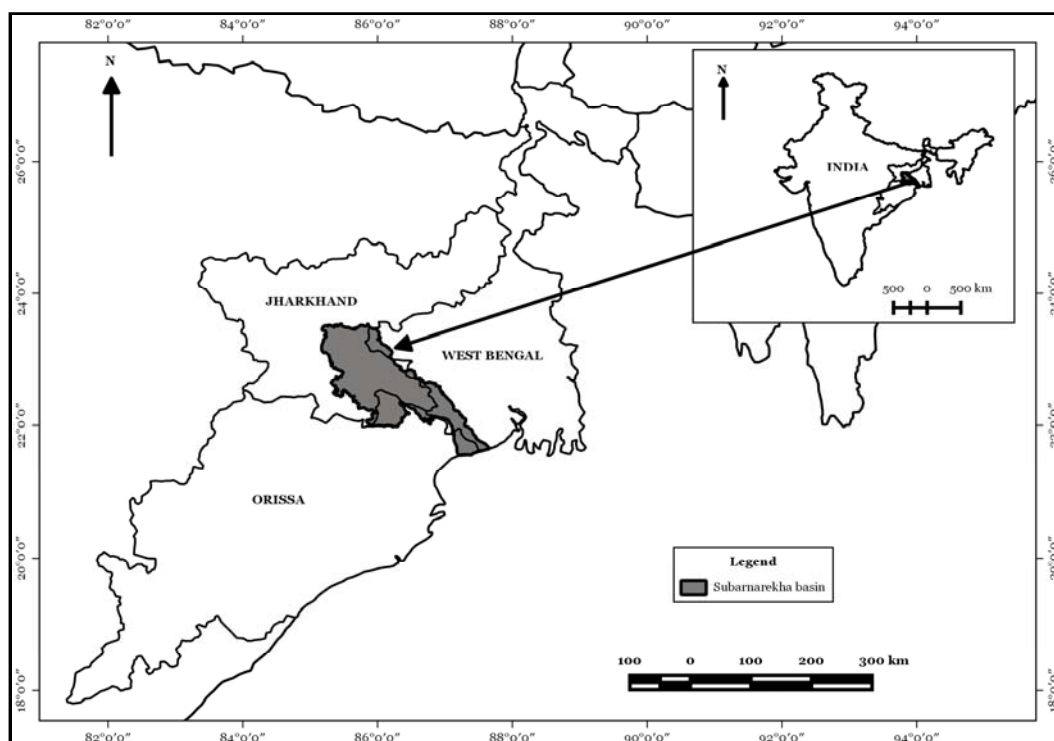 82°0'0" 84°0'0" 86°0'0" 88°0'0" 90°0'0" 92°0'0" 94°0'0"
N
N
INDIA
500 0 500 km
26°0'0" 26°0'0"
24°0'0" 24°0'0"
JHARKHAND
WEST BENGAL
22°0'0" 22°0'0"
ORISSA
20°0'0" 20°0'0"
Legend
Subarnarekha basin
100 0 100 200 300 km
18°0'0" 18°0'0"
82°0'0" 84°0'0" 86°0'0" 88°0'0" 90°0'0" 92°0'0" 94°0'0"